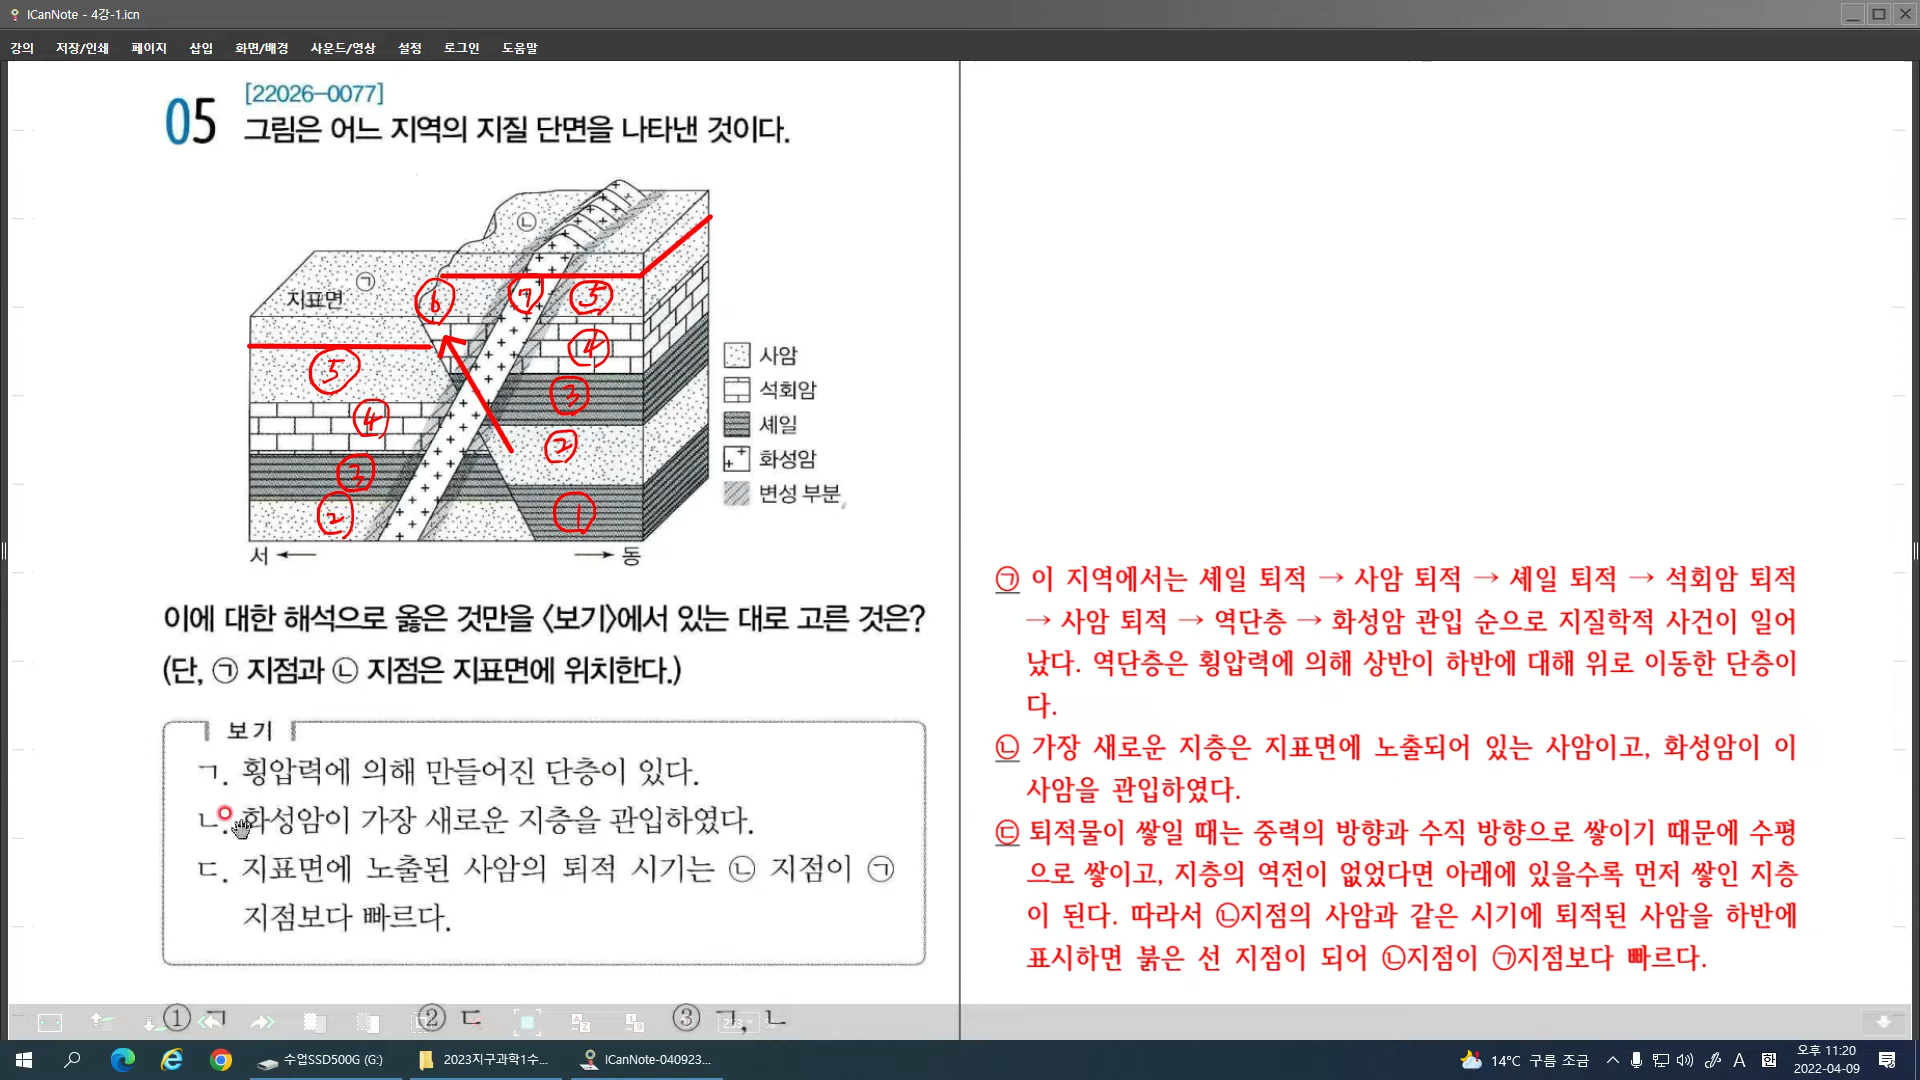 ICanNote - 4강-1.icn
강의 저장/인쇄 페이지 삽입 화면/배경 사운드/영상 설정 로그인 도움말
[22026-0077]
05 그림은 어느 지역의 지질 단면을 나타낸 것이다.
㉡
㉠
지표면
⑥ ⑦ ⑤
④
⑤
③
④
②
③
②
①
사암
석회암
셰일
화성암
변성 부분
서 ← → 동
이에 대한 해석으로 옳은 것만을 <보기>에서 있는 대로 고른 것은?
(단, ㉠ 지점과 ㉡ 지점은 지표면에 위치한다.)
보기
ㄱ. 횡압력에 의해 만들어진 단층이 있다.
ㄴ. 화성암이 가장 새로운 지층을 관입하였다.
ㄷ. 지표면에 노출된 사암의 퇴적 시기는 ㉡ 지점이 ㉠
지점보다 빠르다.
① ㄱ ② ㄷ ③ ㄱ, ㄴ
㉠ 이 지역에서는 셰일 퇴적 → 사암 퇴적 → 셰일 퇴적 → 석회암 퇴적
→ 사암 퇴적 → 역단층 → 화성암 관입 순으로 지질학적 사건이 일어
났다. 역단층은 횡압력에 의해 상반이 하반에 대해 위로 이동한 단층이
다.
㉡ 가장 새로운 지층은 지표면에 노출되어 있는 사암이고, 화성암이 이
사암을 관입하였다.
㉢ 퇴적물이 쌓일 때는 중력의 방향과 수직 방향으로 쌓이기 때문에 수평
으로 쌓이고, 지층의 역전이 없었다면 아래에 있을수록 먼저 쌓인 지층
이 된다. 따라서 ㉡지점의 사암과 같은 시기에 퇴적된 사암을 하반에
표시하면 붉은 선 지점이 되어 ㉡지점이 ㉠지점보다 빠르다.
수업SSD500G (G:) 2023지구과학1수... ICanNote-040923...
14°C 구름 조금 A 한 오후 11:20
2022-04-09